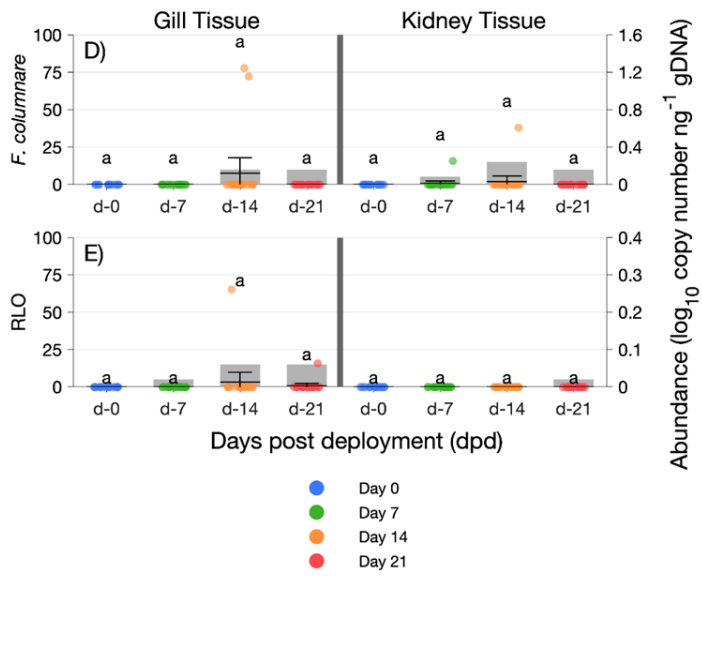 Gill Tissue Kidney Tissue
100 D) a 1.6
75 1.2
50 a a 0.8
25 a a a a a 0.4
0 0
F. columnare
d-0 d-7 d-14 d-21 d-0 d-7 d-14 d-21
100 E) 0.4
75 a 0.3
50 0.2
25 a 0.1
0 a a a a a a 0
RLO
d-0 d-7 d-14 d-21 d-0 d-7 d-14 d-21
Abundance (log10 copy number ng-1 gDNA)
Days post deployment (dpd)
Day 0
Day 7
Day 14
Day 21